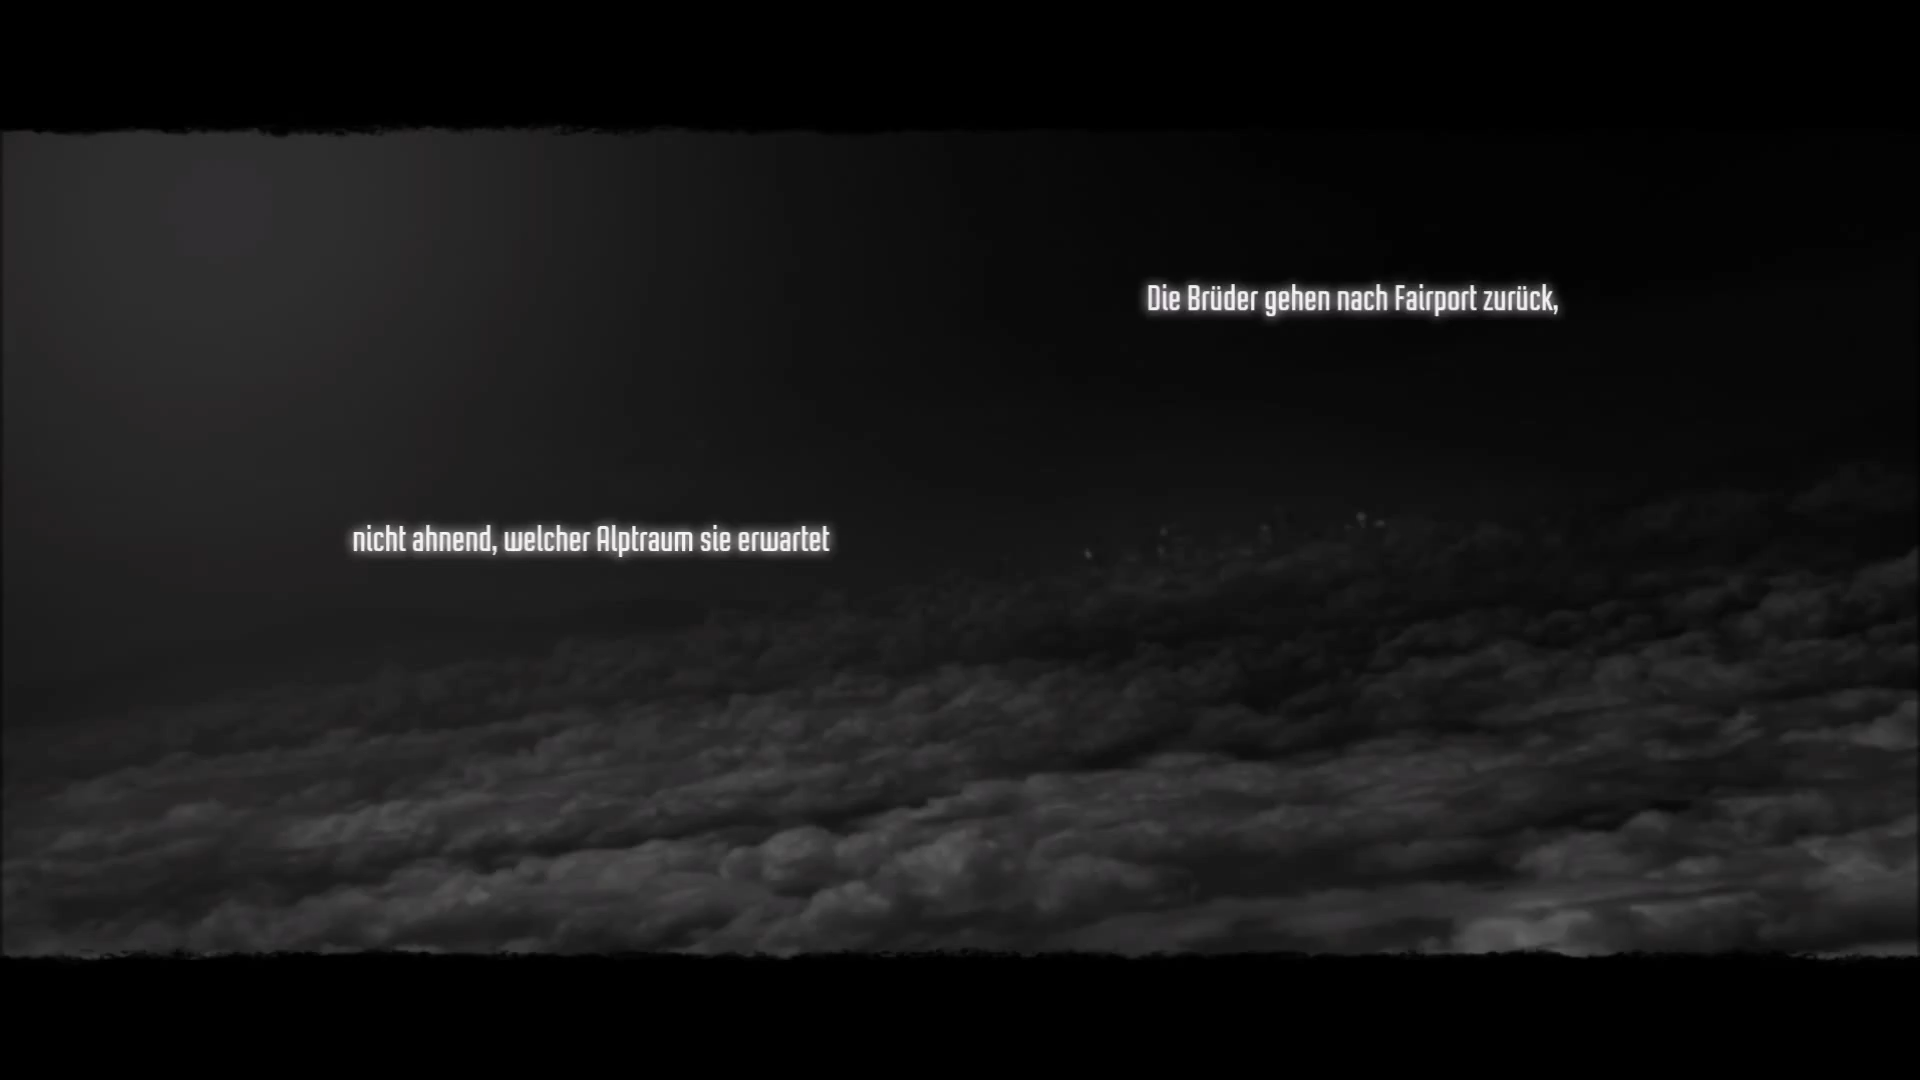 Die Brüder gehen nach Fairport zurück,
nicht ahnend, welcher Alptraum sie erwartet